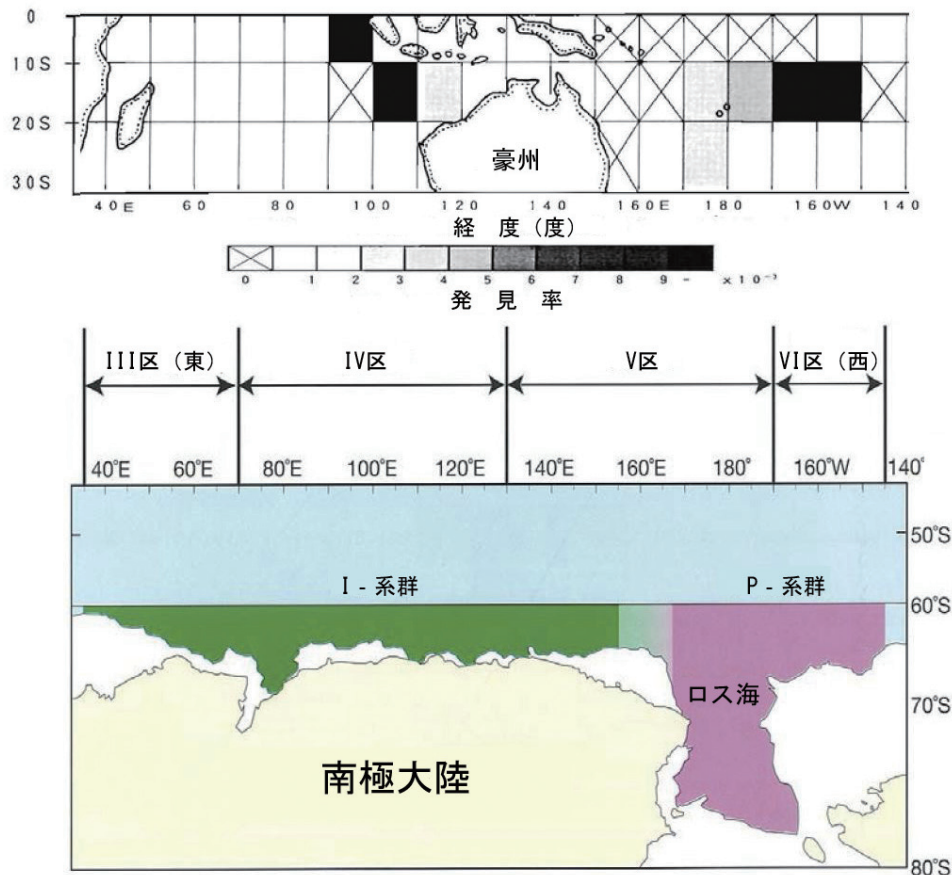 0
10S
20S
30S
豪州
40E 60 80 100 120 140 160E 180 160W 140
経 度（度）
0 1 2 3 4 5 6 7 8 9 - x10⁻³
発 見 率
III区（東） IV区 V区 VI区（西）
40°E 60°E 80°E 100°E 120°E 140°E 160°E 180° 160°W 140°
50°S
I - 系群 P - 系群 60°S
ロス海 70°S
南極大陸
80°S